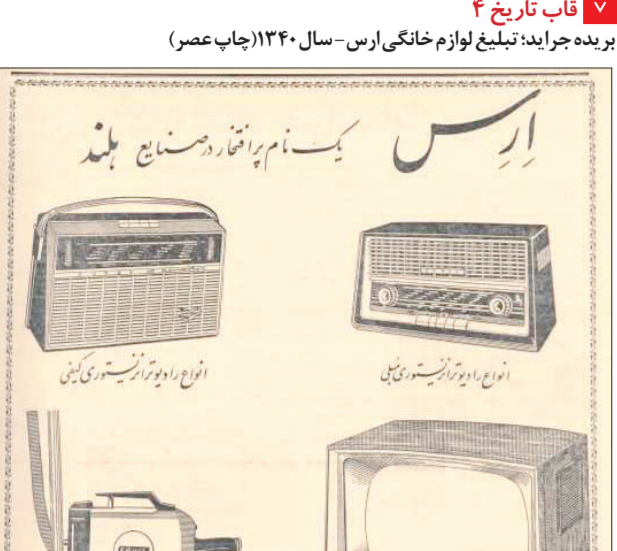 ۷ قاب تاریخ ۴
بریده جراید؛ تبلیغ لوازم خانگی ارس - سال ۱۳۴۰(چاپ عصر)
اِرِس یک نام پرافتخار در صنایع هلند
انواع رادیو ترانزیستوری مبلی
انواع رادیو ترانزیستوری کیفی